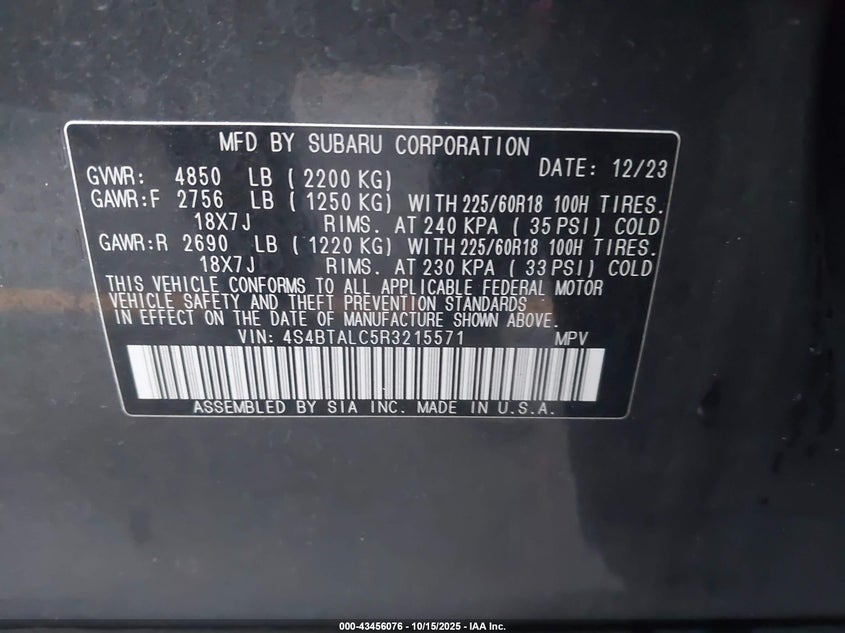 MFD BY SUBARU CORPORATION
DATE: 12/23
GVWR: 4850 LB ( 2200 KG)
GAWR:F 2756 LB ( 1250 KG) WITH 225/60R18 100H TIRES.
18X7J RIMS. AT 240 KPA ( 35 PSI) COLD
GAWR:R 2690 LB ( 1220 KG) WITH 225/60R18 100H TIRES.
18X7J RIMS. AT 230 KPA ( 33 PSI) COLD
THIS VEHICLE CONFORMS TO ALL APPLICABLE FEDERAL MOTOR
VEHICLE SAFETY AND THEFT PREVENTION STANDARDS
IN EFFECT ON THE DATE OF MANUFACTURE SHOWN ABOVE.
VIN: 4S4BTALC5R3215571 MPV
ASSEMBLED BY SIA INC. MADE IN U.S.A.
000-43456076 - 10/15/2025 - IAA Inc.